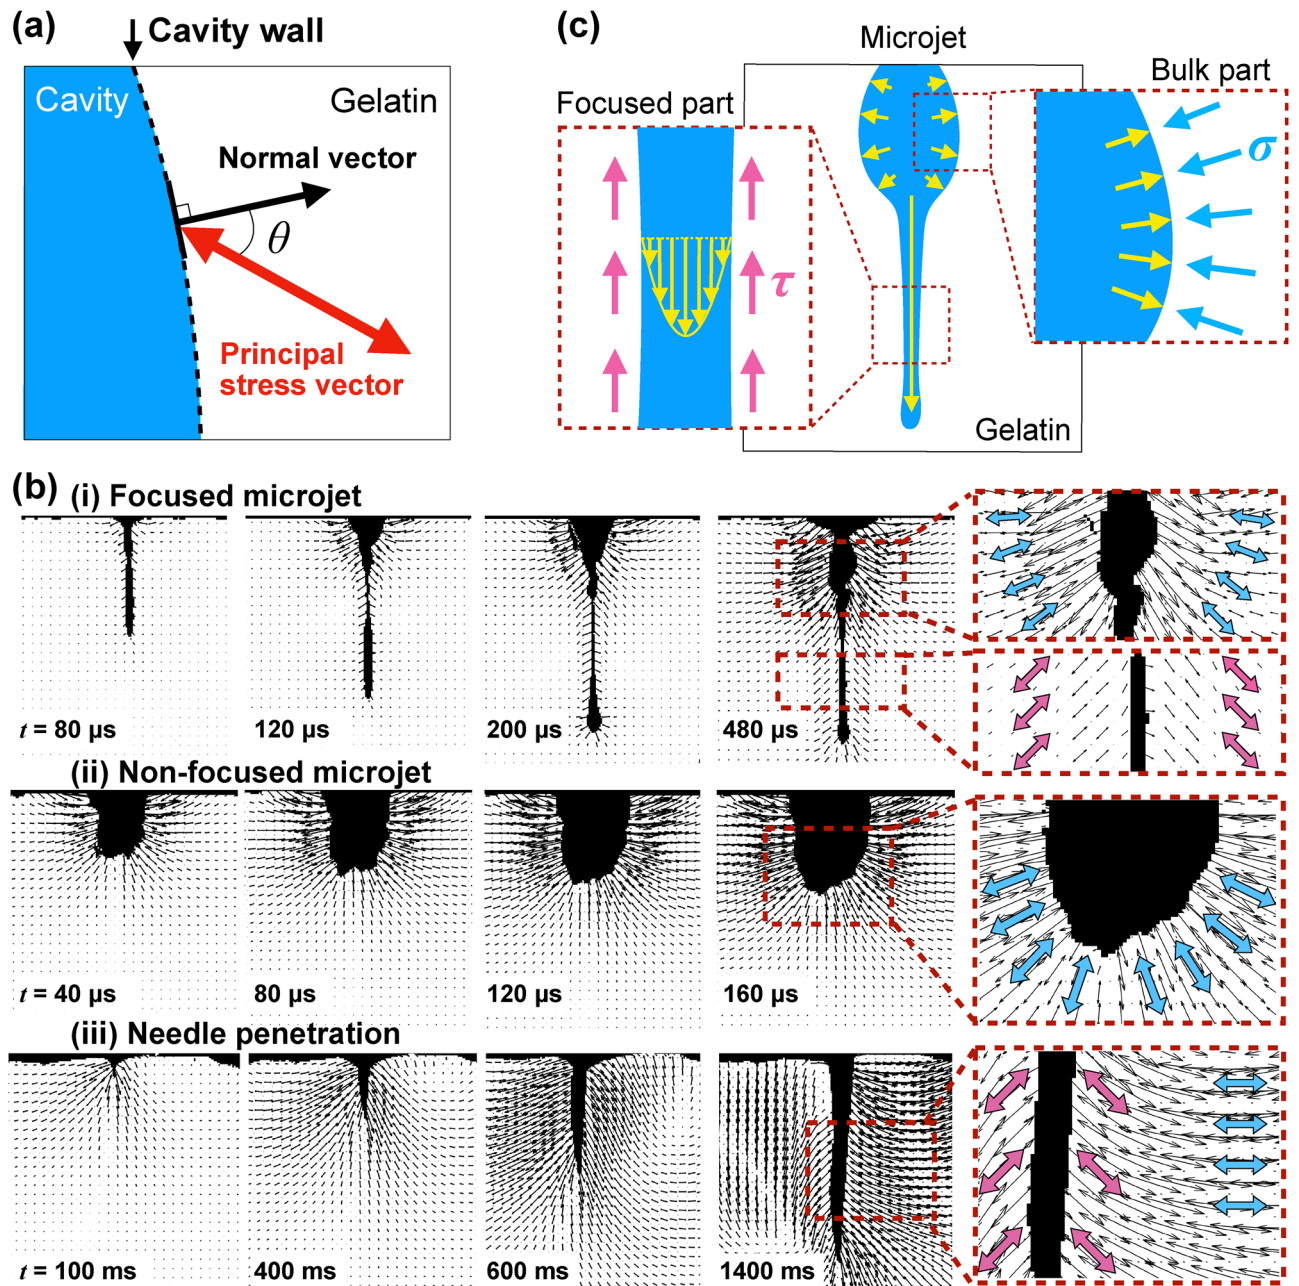 (a)
Cavity wall
Cavity
Gelatin
Normal vector
θ
Principal
stress vector
(c)
Microjet
Bulk part
Focused part
σ
τ
Gelatin
(b)
(i) Focused microjet
t = 80 µs
120 µs
200 µs
480 µs
(ii) Non-focused microjet
t = 40 µs
80 µs
120 µs
160 µs
(iii) Needle penetration
t = 100 ms
400 ms
600 ms
1400 ms